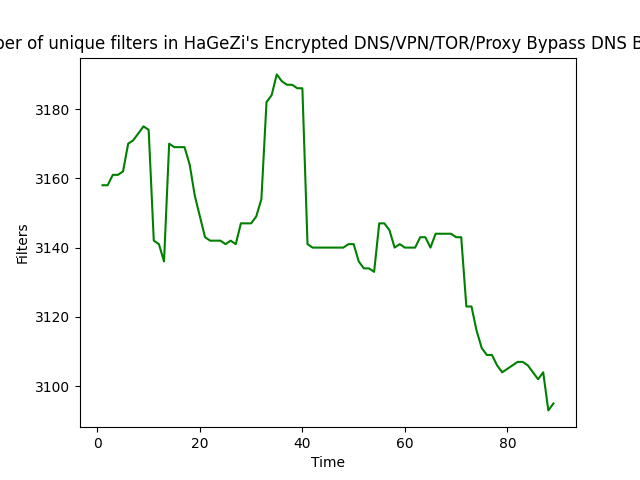 ber of unique filters in HaGeZi's Encrypted DNS/VPN/TOR/Proxy Bypass DNS B
3180
3160
3140
3120
3100
Filters
0 20 40 60 80
Time